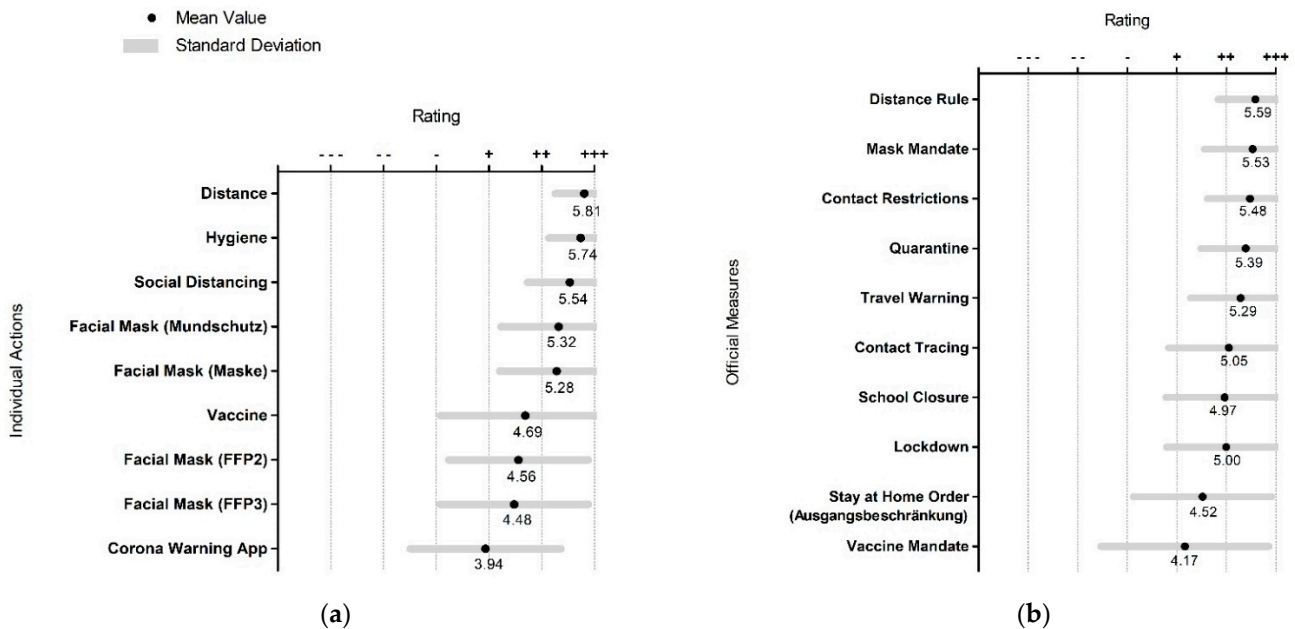 Mean Value
Standard Deviation
Rating
--- -- - + ++ +++
Individual Actions
Distance
5.81
Hygiene
5.74
Social Distancing
5.54
Facial Mask (Mundschutz)
5.32
Facial Mask (Maske)
5.28
Vaccine
4.69
Facial Mask (FFP2)
4.56
Facial Mask (FFP3)
4.48
Corona Warning App
3.94
(a)
Rating
--- -- - + ++ +++
Official Measures
Distance Rule
5.59
Mask Mandate
5.53
Contact Restrictions
5.48
Quarantine
5.39
Travel Warning
5.29
Contact Tracing
5.05
School Closure
4.97
Lockdown
5.00
Stay at Home Order
(Ausgangsbeschränkung)
4.52
Vaccine Mandate
4.17
(b)